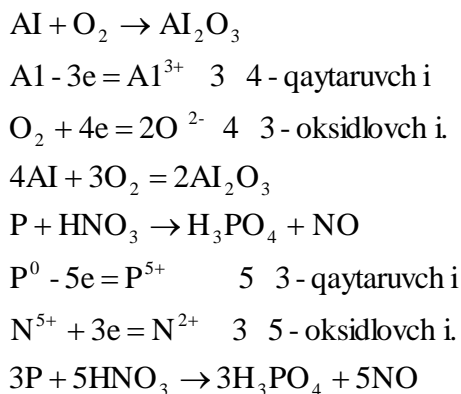 AI + O₂ → AI₂O₃
A1 - 3e = A1³⁺ 3 4 - qaytaruvch i
O₂ + 4e = 2O ²⁻ 4 3 - oksidlovch i.
4AI + 3O₂ = 2AI₂O₃
P + HNO₃ → H₃PO₄ + NO
P⁰ - 5e = P⁵⁺ 5 3 - qaytaruvch i
N⁵⁺ + 3e = N²⁺ 3 5 - oksidlovch i.
3P + 5HNO₃ → 3H₃PO₄ + 5NO